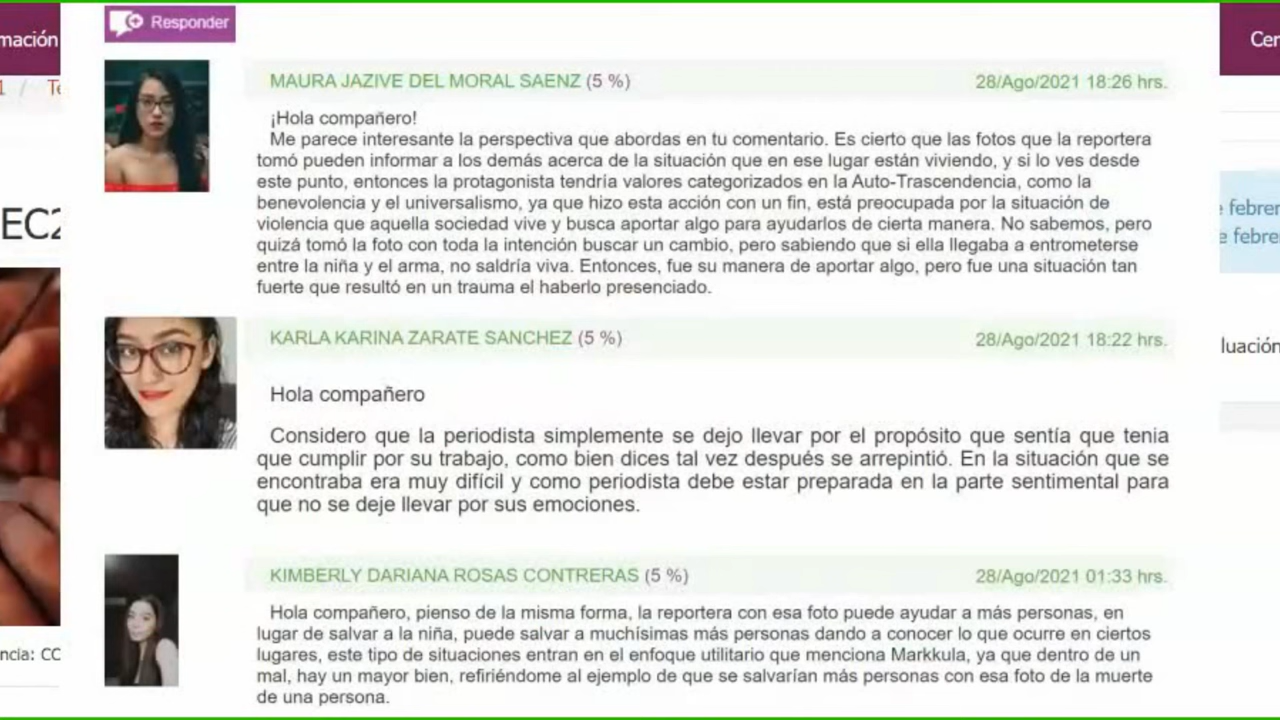 Responder
mación
Cer
MAURA JAZIVE DEL MORAL SAENZ (5 %)
28/Ago/2021 18:26 hrs.
1 /
¡Hola compañero!
Me parece interesante la perspectiva que abordas en tu comentario. Es cierto que las fotos que la reportera
tomó pueden informar a los demás acerca de la situación que en ese lugar están viviendo, y si lo ves desde
este punto, entonces la protagonista tendría valores categorizados en la Auto-Trascendencia, como la
benevolencia y el universalismo, ya que hizo esta acción con un fin, está preocupada por la situación de
violencia que aquella sociedad vive y busca aportar algo para ayudarlos de cierta manera. No sabemos, pero
quizá tomó la foto con toda la intención buscar un cambio, pero sabiendo que si ella llegaba a entrometerse
entre la niña y el arma, no saldría viva. Entonces, fue su manera de aportar algo, pero fue una situación tan
fuerte que resultó en un trauma el haberlo presenciado.
EC2
febrer
e febre
KARLA KARINA ZARATE SANCHEZ (5 %)
28/Ago/2021 18:22 hrs.
luación
Hola compañero
Considero que la periodista simplemente se dejo llevar por el propósito que sentía que tenia
que cumplir por su trabajo, como bien dices tal vez después se arrepintió. En la situación que se
encontraba era muy difícil y como periodista debe estar preparada en la parte sentimental para
que no se deje llevar por sus emociones.
KIMBERLY DARIANA ROSAS CONTRERAS (5 %)
28/Ago/2021 01:33 hrs.
Hola compañero, pienso de la misma forma, la reportera con esa foto puede ayudar a más personas, en
lugar de salvar a la niña, puede salvar a muchísimas más personas dando a conocer lo que ocurre en ciertos
lugares, este tipo de situaciones entran en el enfoque utilitario que menciona Markkula, ya que dentro de un
mal, hay un mayor bien, refiriéndome al ejemplo de que se salvarían más personas con esa foto de la muerte
de una persona.
ncia: CC